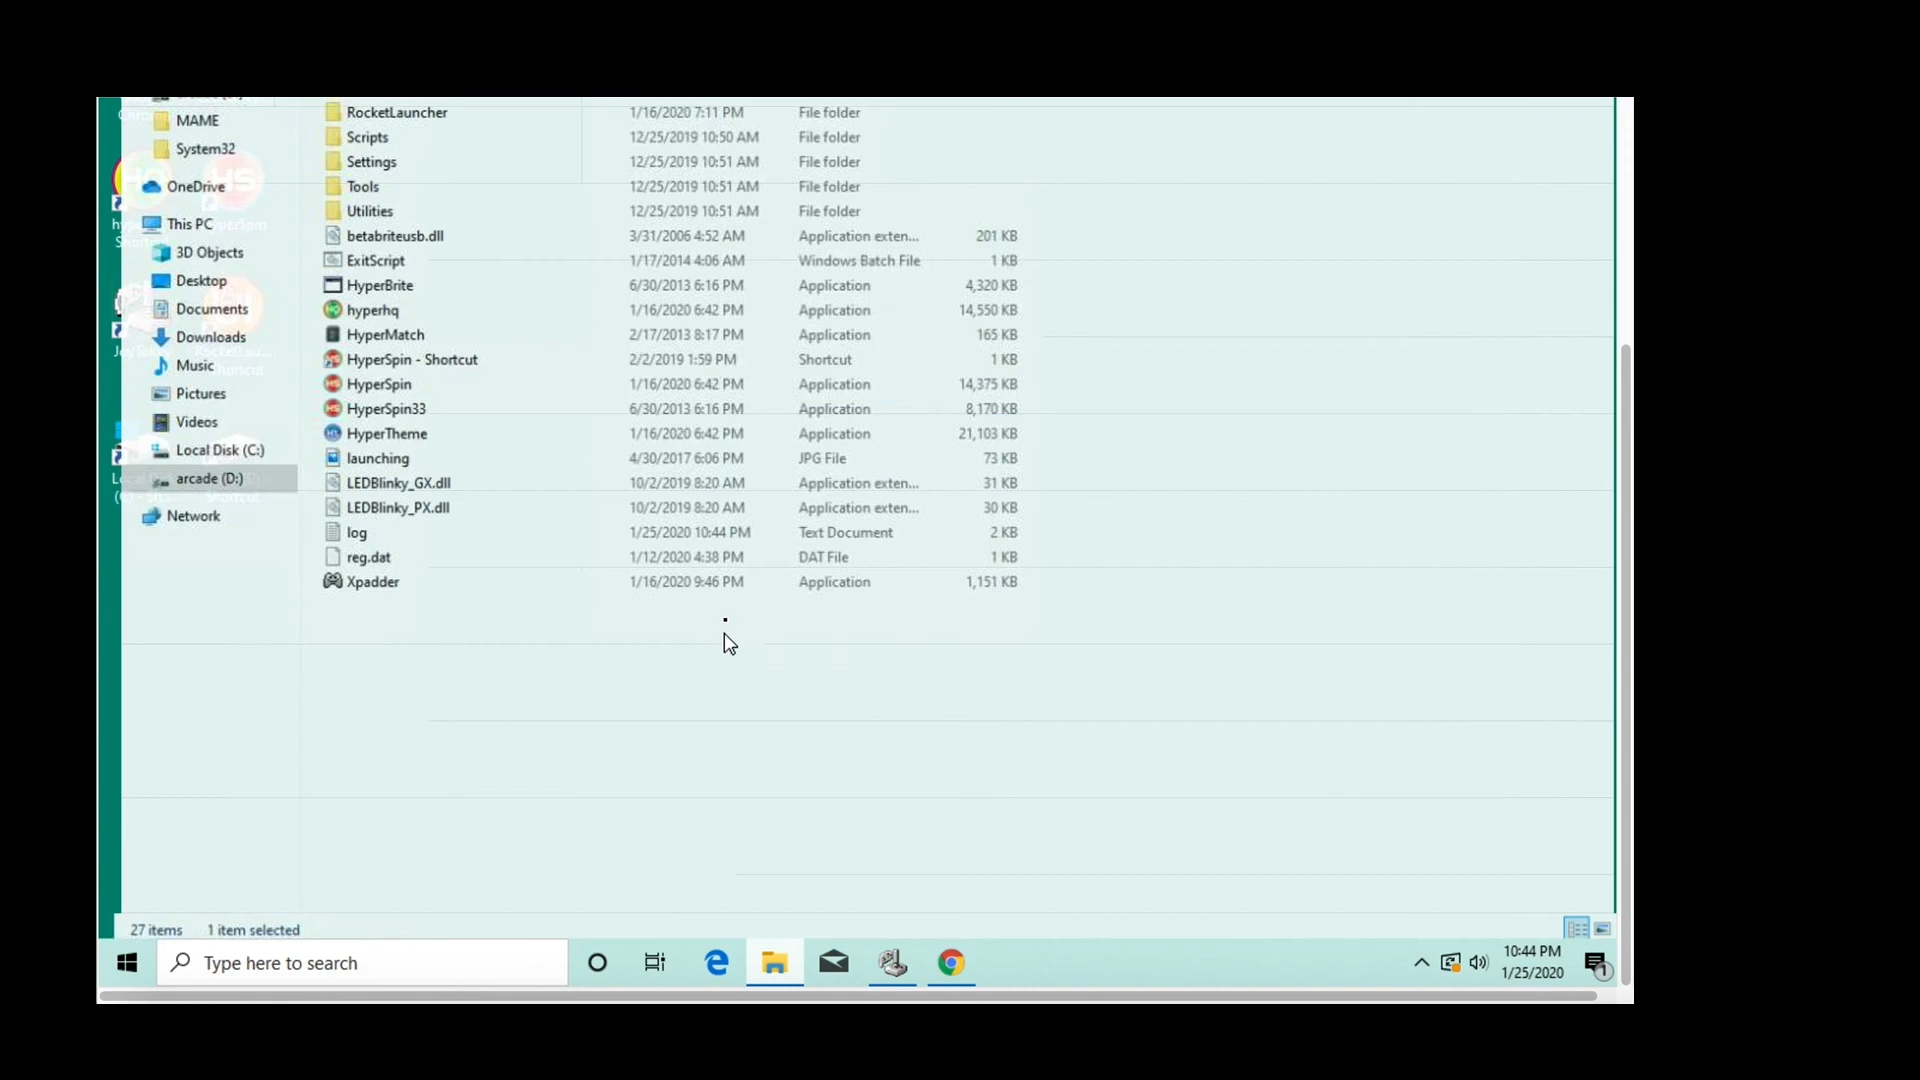 MAME
System32
OneDrive
This PC
3D Objects
Desktop
Documents
Downloads
Music
Pictures
Videos
Local Disk (C:)
arcade (D:)
Network
RocketLauncher 1/16/2020 7:11 PM File folder
Scripts 12/25/2019 10:50 AM File folder
Settings 12/25/2019 10:51 AM File folder
Tools 12/25/2019 10:51 AM File folder
Utilities 12/25/2019 10:51 AM File folder
betabriteusb.dll 3/31/2006 4:52 AM Application exten... 201 KB
ExitScript 1/17/2014 4:06 AM Windows Batch File 1 KB
HyperBrite 6/30/2013 6:16 PM Application 4,320 KB
hyperhq 1/16/2020 6:42 PM Application 14,550 KB
HyperMatch 2/17/2013 8:17 PM Application 165 KB
HyperSpin - Shortcut 2/2/2019 1:59 PM Shortcut 1 KB
HyperSpin 1/16/2020 6:42 PM Application 14,375 KB
HyperSpin33 6/30/2013 6:16 PM Application 8,170 KB
HyperTheme 1/16/2020 6:42 PM Application 21,103 KB
launching 4/30/2017 6:06 PM JPG File 73 KB
LEDBlinky_GX.dll 10/2/2019 8:20 AM Application exten... 31 KB
LEDBlinky_PX.dll 10/2/2019 8:20 AM Application exten... 30 KB
log 1/25/2020 10:44 PM Text Document 2 KB
reg.dat 1/12/2020 4:38 PM DAT File 1 KB
Xpadder 1/16/2020 9:46 PM Application 1,151 KB
27 items 1 item selected
Type here to search
10:44 PM
1/25/2020
1